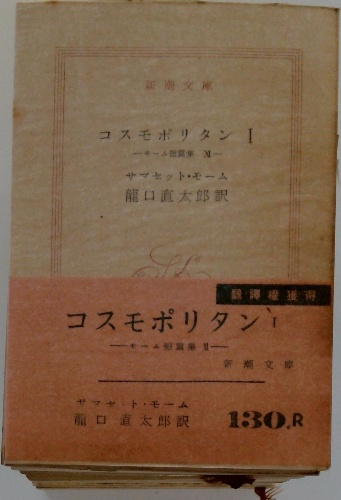 新潮文庫
コスモポリタン I
—モーム短篇集 XI—
サマセット・モーム
龍口直太郎訳
飜譯權獲得
コスモポリタン I
—モーム短篇集 XI—
新潮文庫
サマセット・モーム
龍口直太郎訳
130.R